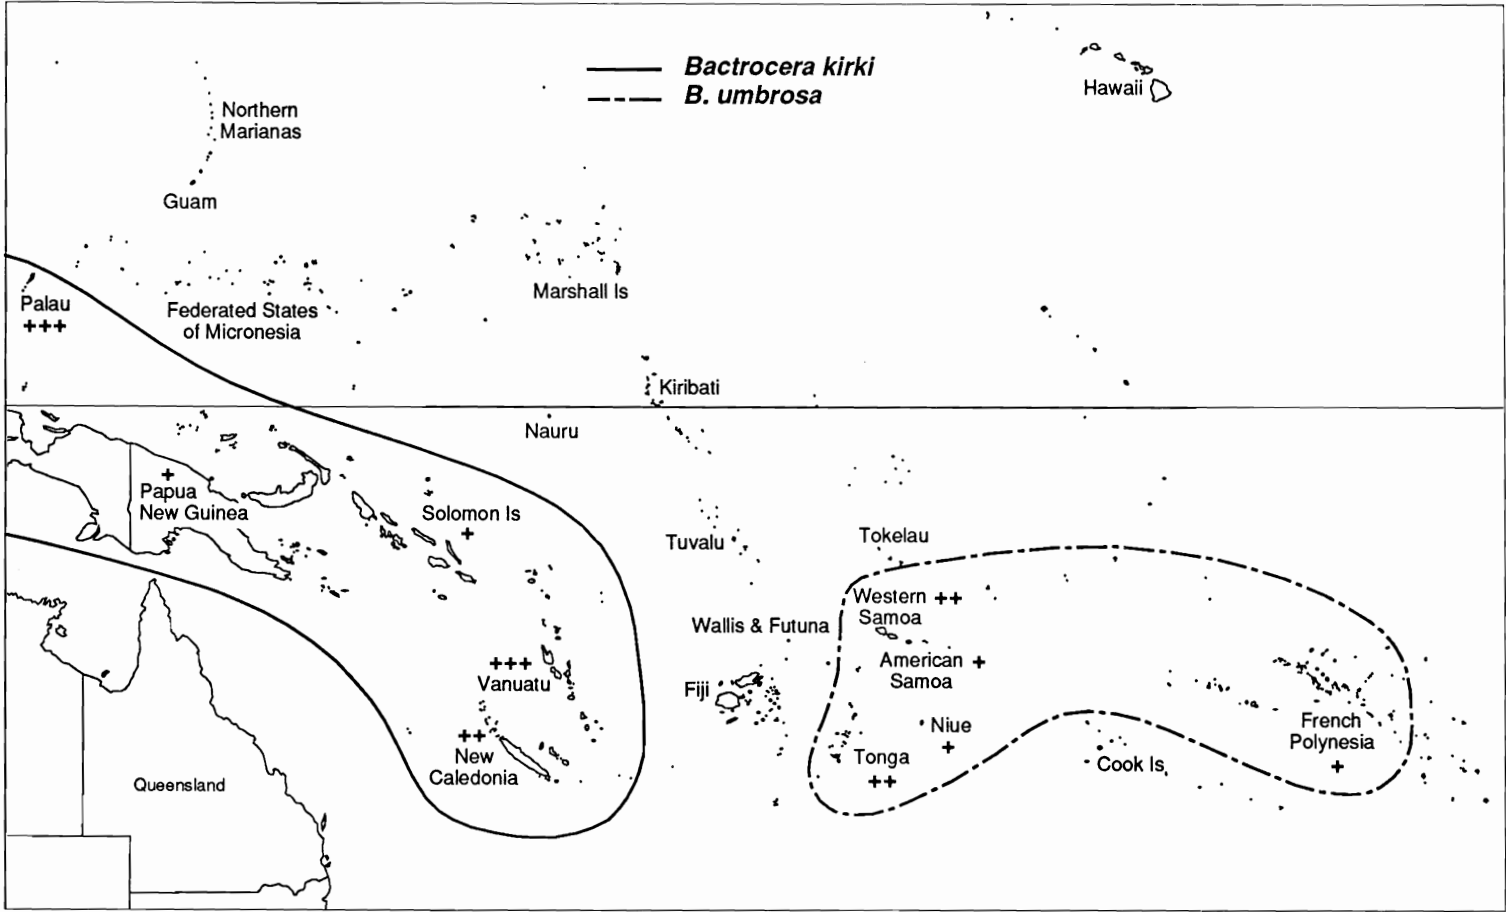 Bactrocera kirki
B. umbrosa
Hawaii
Northern
Marianas
Guam
Palau
+++
Federated States
of Micronesia
Marshall Is
Kiribati
Nauru
+
Papua
New Guinea
Solomon Is
+
Tuvalu
Tokelau
Western ++
Samoa
Wallis & Futuna
American +
Samoa
+++
Vanuatu
Fiji
++
New
Caledonia
Niue
+
Tonga
++
Cook Is
French
Polynesia
+
Queensland